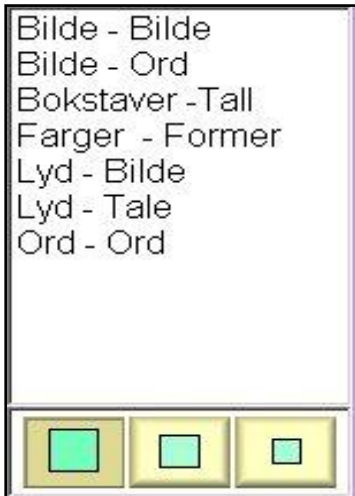 Bilde - Bilde
Bilde - Ord
Bokstaver -Tall
Farger  - Former
Lyd - Bilde
Lyd - Tale
Ord - Ord